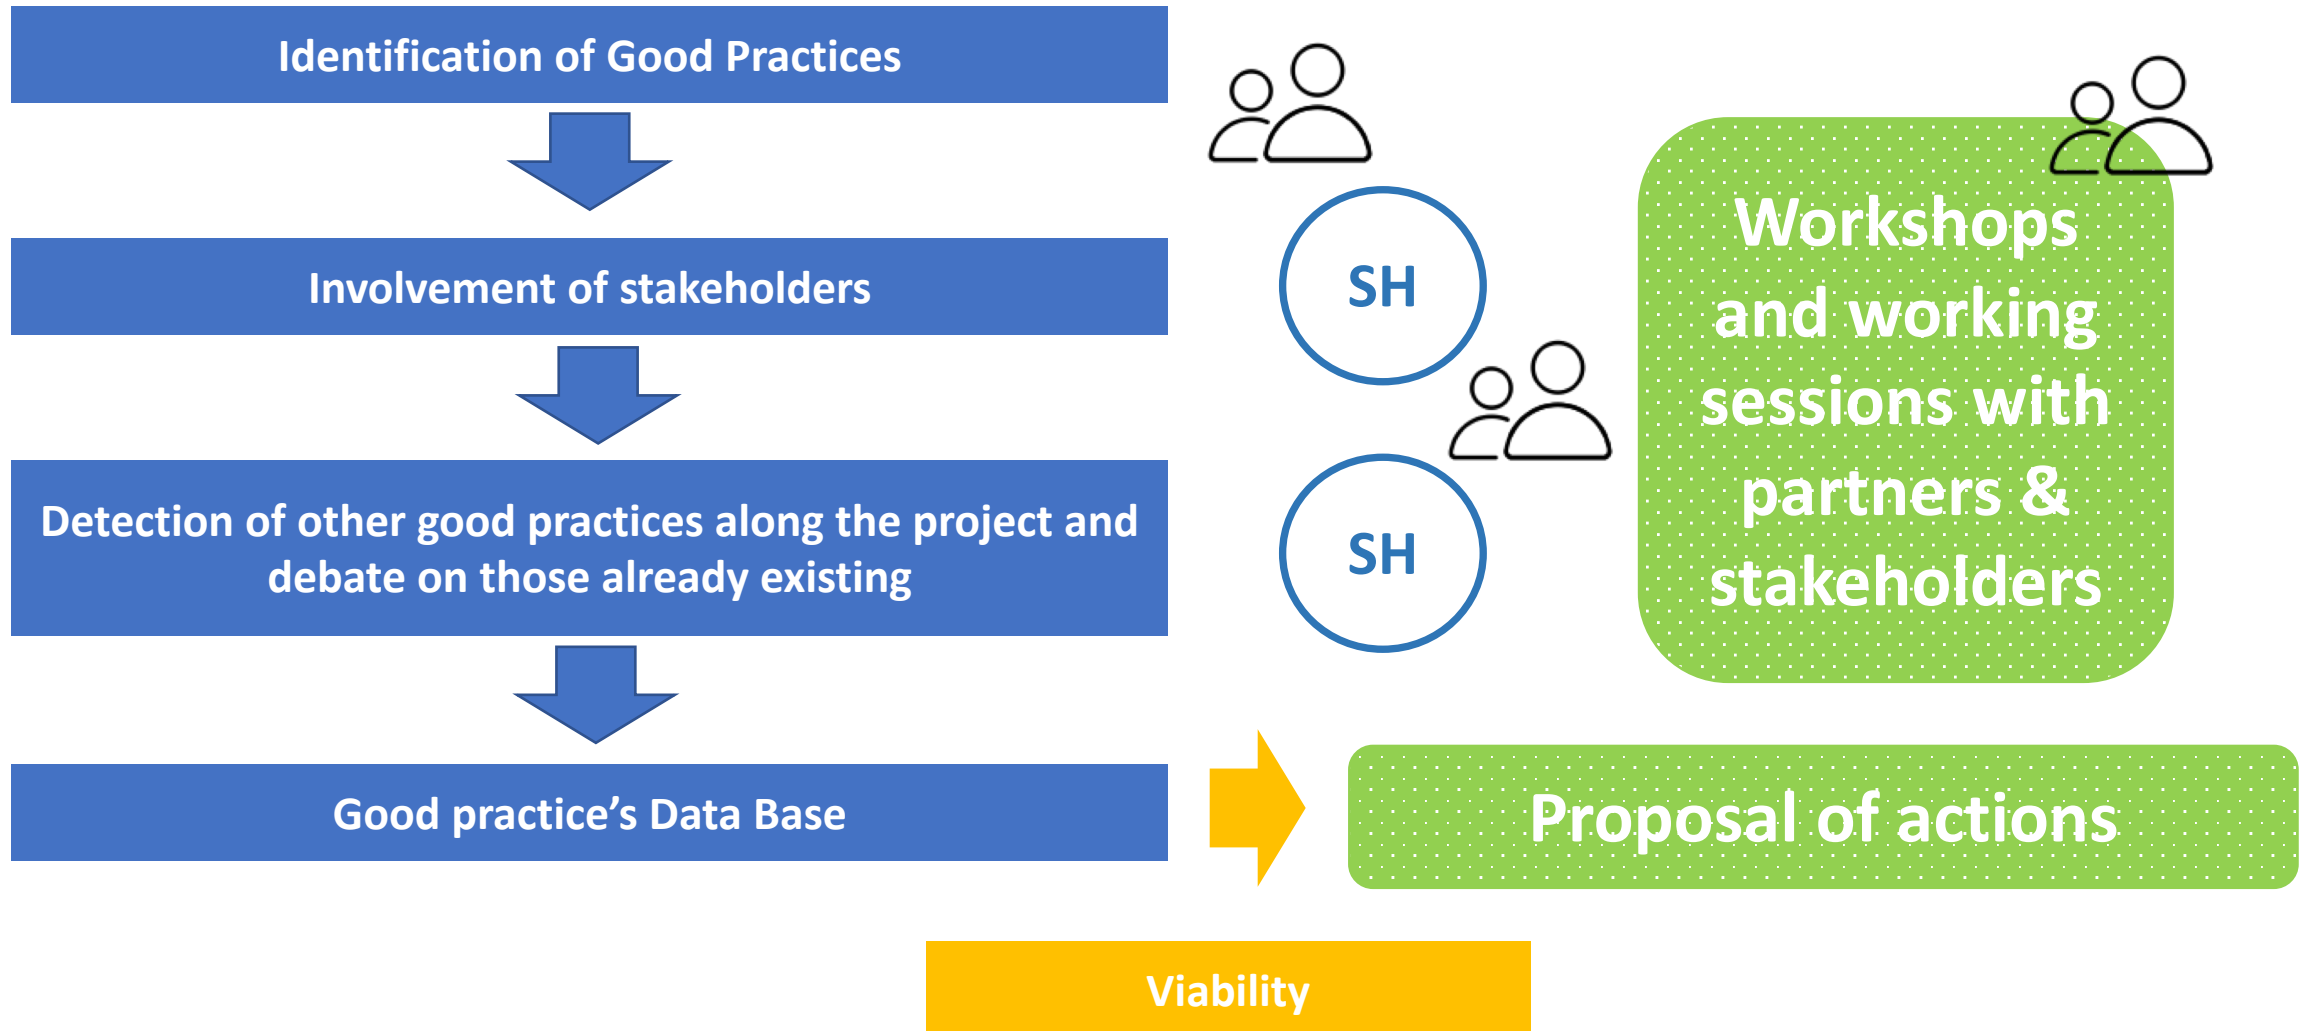 Identification of Good Practices
Involvement of stakeholders
Detection of other good practices along the project and
debate on those already existing
Good practice’s Data Base
SH
SH
Workshops
and working
sessions with
partners &
stakeholders
Proposal of actions
Viability